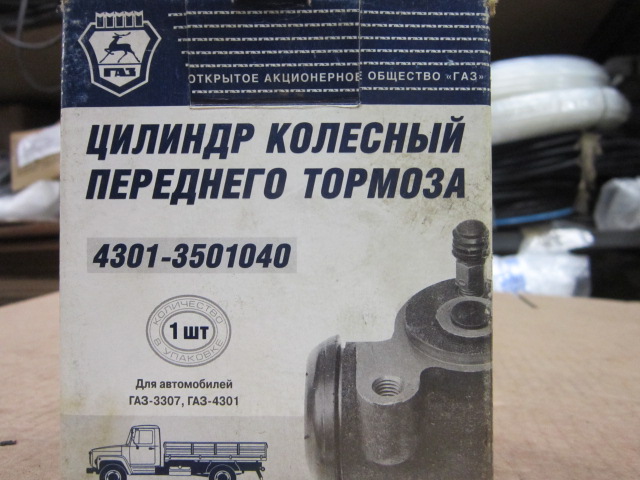 ГАЗ
ОТКРЫТОЕ АКЦИОНЕРНОЕ ОБЩЕСТВО «ГАЗ»
ЦИЛИНДР КОЛЕСНЫЙ
ПЕРЕДНЕГО ТОРМОЗА
4301-3501040
КОЛИЧЕСТВО
1 шт
В УПАКОВКЕ
Для автомобилей
ГАЗ-3307, ГАЗ-4301